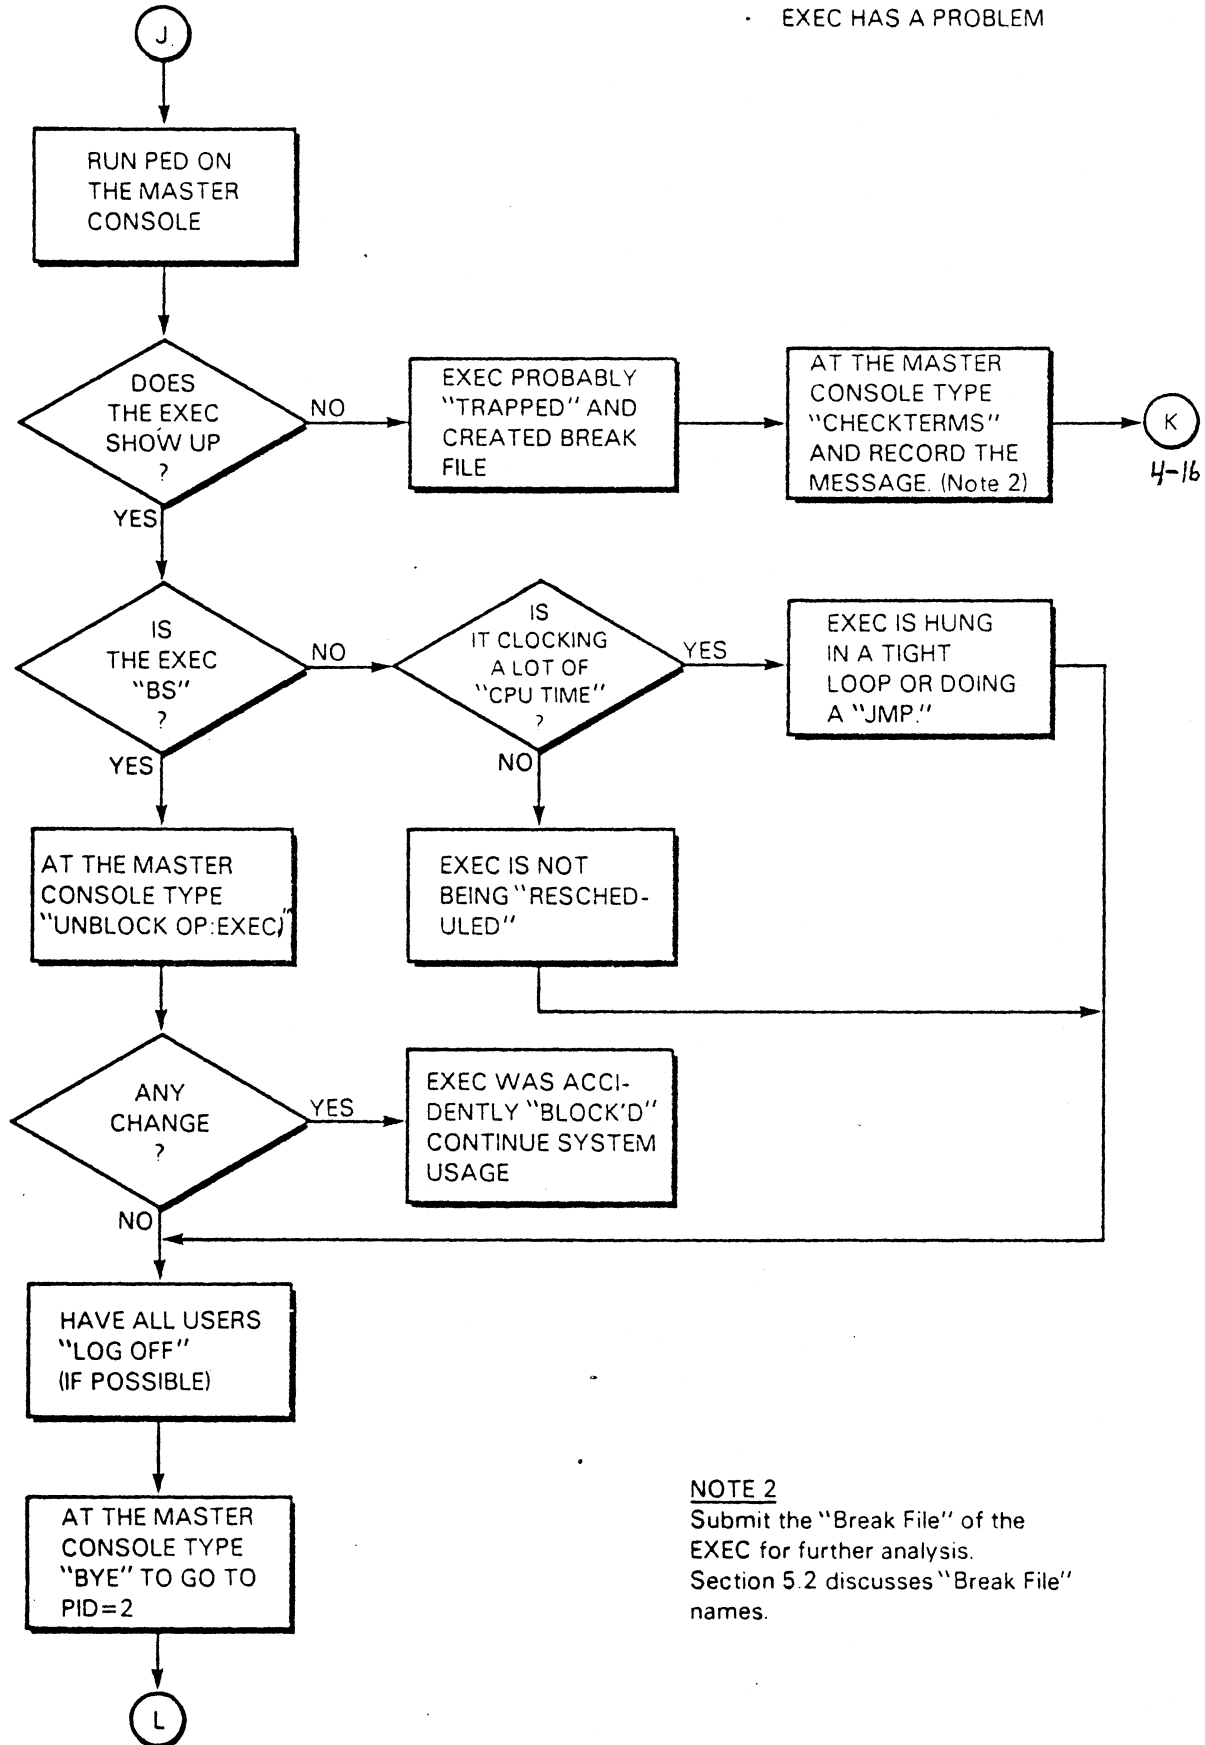 EXEC HAS A PROBLEM
J
RUN PED ON
THE MASTER
CONSOLE
DOES
THE EXEC
SHOW UP
?
NO
YES
EXEC PROBABLY
"TRAPPED" AND
CREATED BREAK
FILE
AT THE MASTER
CONSOLE TYPE
"CHECKTERMS"
AND RECORD THE
MESSAGE. (Note 2)
K
4-16
IS
THE EXEC
"BS"
?
NO
YES
IS
IT CLOCKING
A LOT OF
"CPU TIME"
?
YES
NO
EXEC IS HUNG
IN A TIGHT
LOOP OR DOING
A "JMP."
AT THE MASTER
CONSOLE TYPE
"UNBLOCK OP:EXEC)"
EXEC IS NOT
BEING "RESCHED-
ULED"
ANY
CHANGE
?
YES
NO
EXEC WAS ACCI-
DENTLY "BLOCK'D"
CONTINUE SYSTEM
USAGE
HAVE ALL USERS
"LOG OFF"
(IF POSSIBLE)
AT THE MASTER
CONSOLE TYPE
"BYE" TO GO TO
PID=2
L
NOTE 2
Submit the "Break File" of the
EXEC for further analysis.
Section 5.2 discusses "Break File"
names.